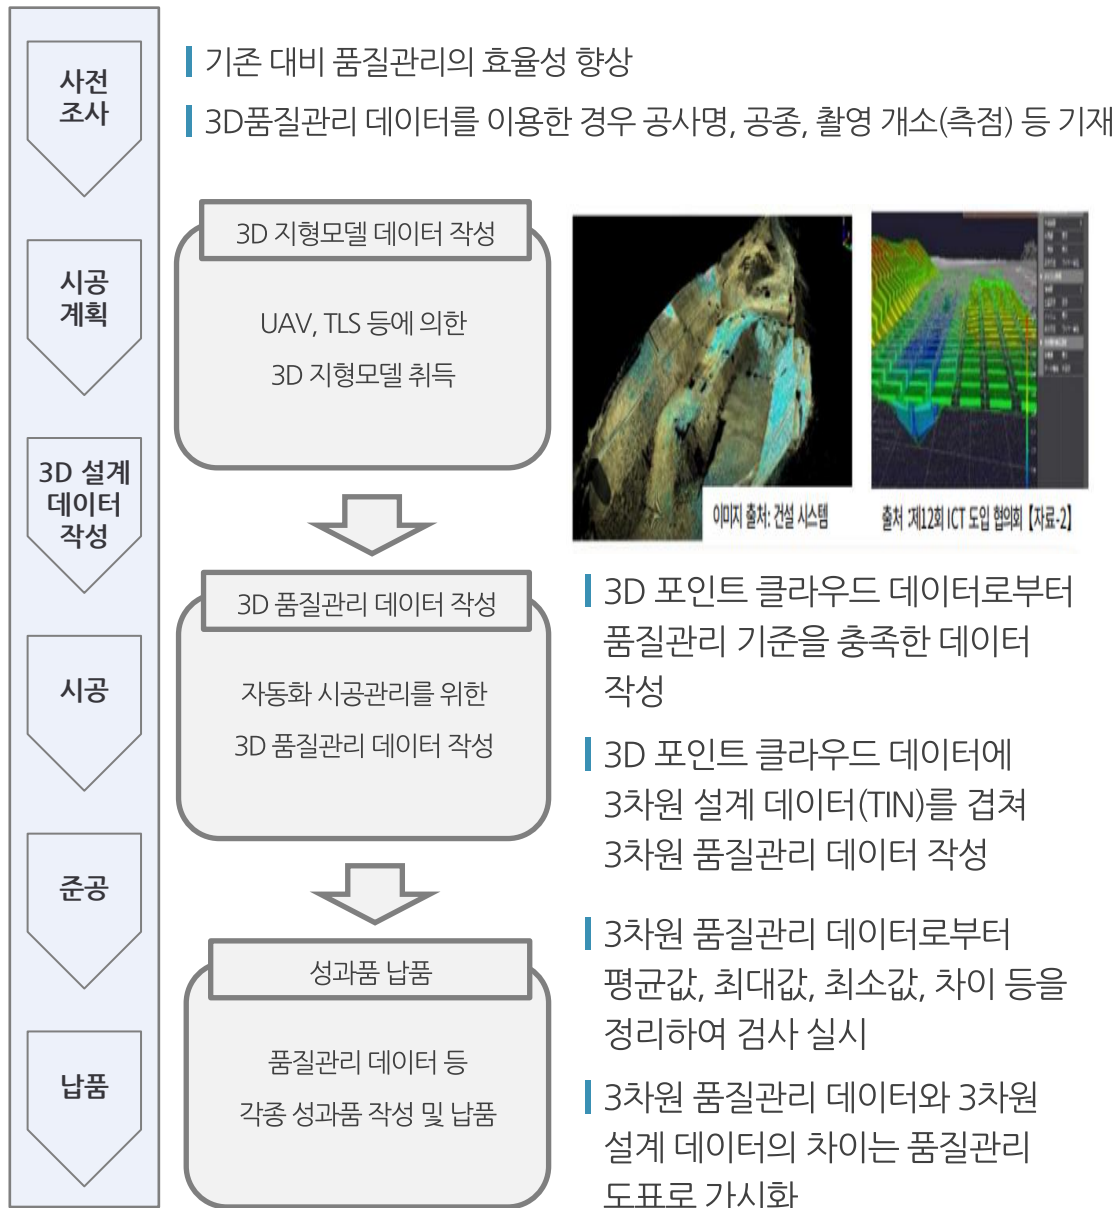 사전
조사
시공
계획
3D 설계
데이터
작성
시공
준공
납품
기존 대비 품질관리의 효율성 향상
3D품질관리 데이터를 이용한 경우 공사명, 공종, 촬영 개소(측점) 등 기재
3D 지형모델 데이터 작성
UAV, TLS 등에 의한
3D 지형모델 취득
이미지 출처: 건설 시스템
출처 :제12회 ICT 도입 협의회 【자료-2】
3D 품질관리 데이터 작성
자동화 시공관리를 위한
3D 품질관리 데이터 작성
3D 포인트 클라우드 데이터로부터
품질관리 기준을 충족한 데이터
작성
3D 포인트 클라우드 데이터에
3차원 설계 데이터(TIN)를 겹쳐
3차원 품질관리 데이터 작성
성과품 납품
품질관리 데이터 등
각종 성과품 작성 및 납품
3차원 품질관리 데이터로부터
평균값, 최대값, 최소값, 차이 등을
정리하여 검사 실시
3차원 품질관리 데이터와 3차원
설계 데이터의 차이는 품질관리
도표로 가시화